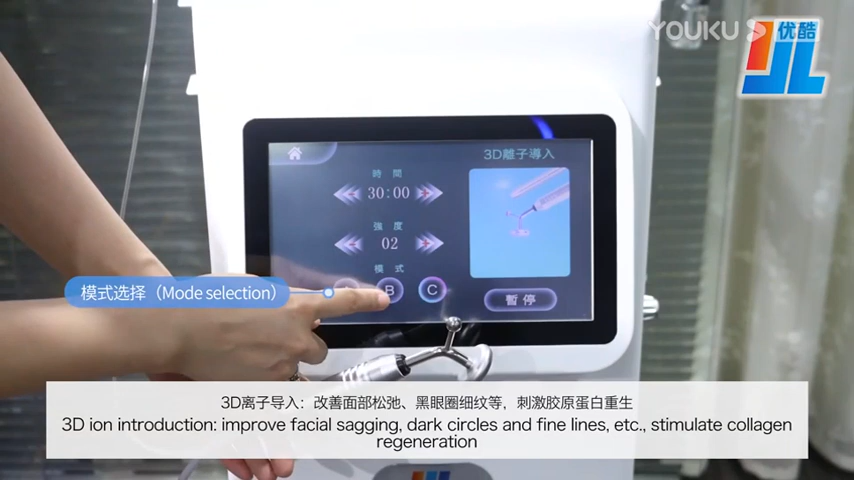 YOUKU
优酷
JL
3D離子導入
時 間
30:00
強 度
02
模 式
B
C
暫 停
模式选择（Mode selection）
3D离子导入：改善面部松弛、黑眼圈细纹等，刺激胶原蛋白重生
3D ion introduction: improve facial sagging, dark circles and fine lines, etc., stimulate collagen
regeneration